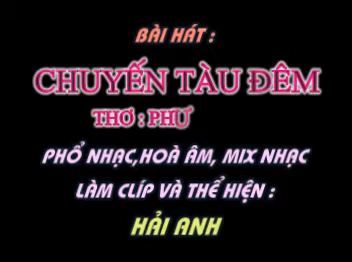 BÀI HÁT :
CHUYẾN TÀU ĐÊM
THƠ : PHƯ
PHỔ NHẠC,HOÀ ÂM, MIX NHẠC
LÀM CLÍP VÀ THỂ HIỆN :
HẢI ANH